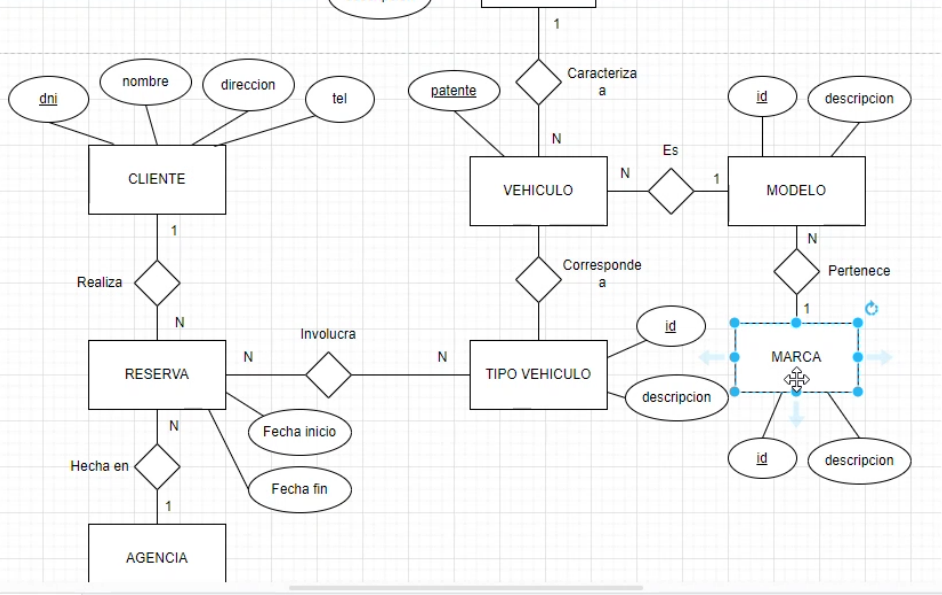 1
Caracteriza
a
N
dni
nombre
direccion
tel
patente
id
descripcion
CLIENTE
VEHICULO
N
Es
1
MODELO
1
Realiza
N
Corresponde
a
N
Pertenece
1
RESERVA
N
Involucra
N
TIPO VEHICULO
id
descripcion
MARCA
id
descripcion
Fecha inicio
Fecha fin
N
Hecha en
1
AGENCIA